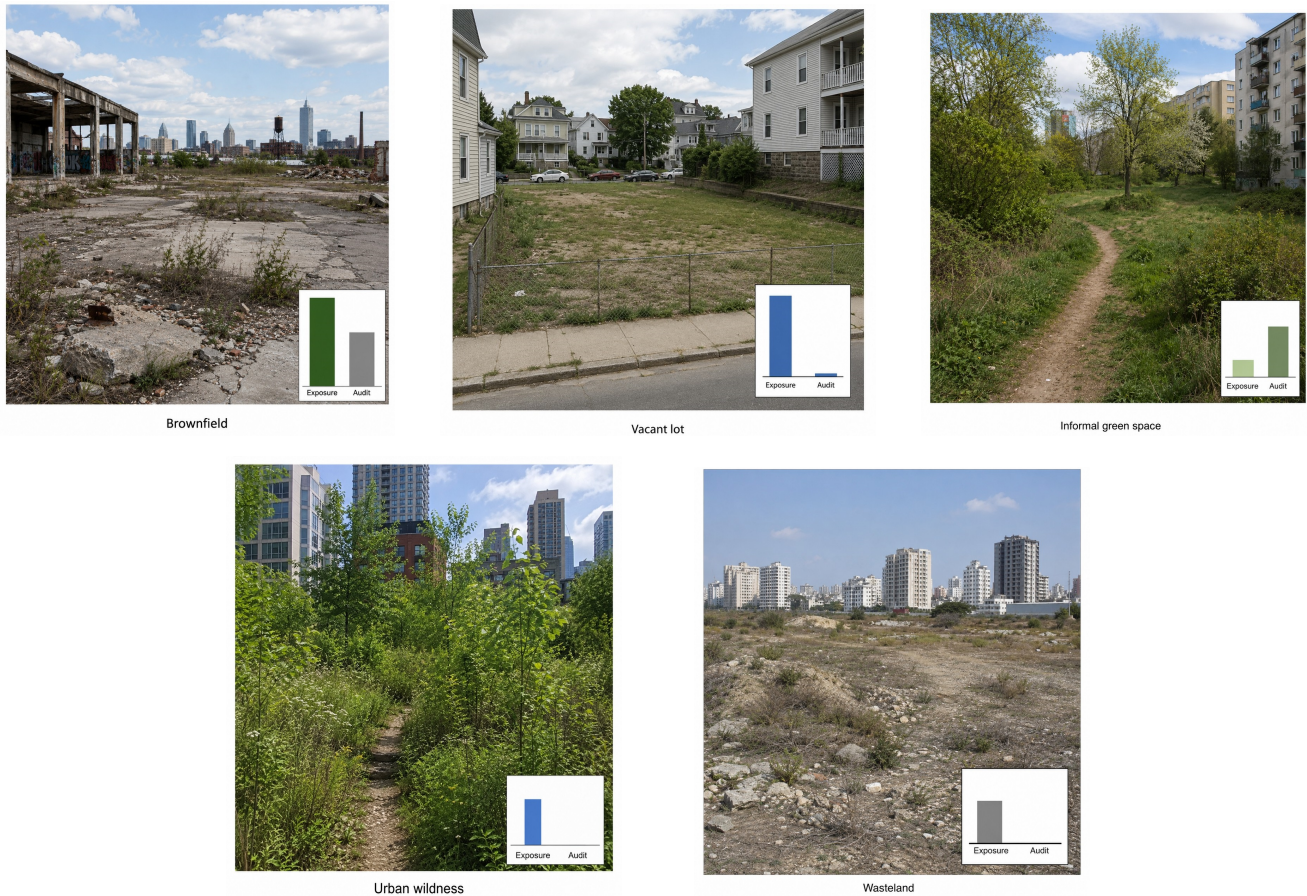 Exposure Audit
Brownfield
Exposure Audit
Vacant lot
Exposure Audit
Informal green space
Exposure Audit
Urban wildness
Exposure Audit
Wasteland